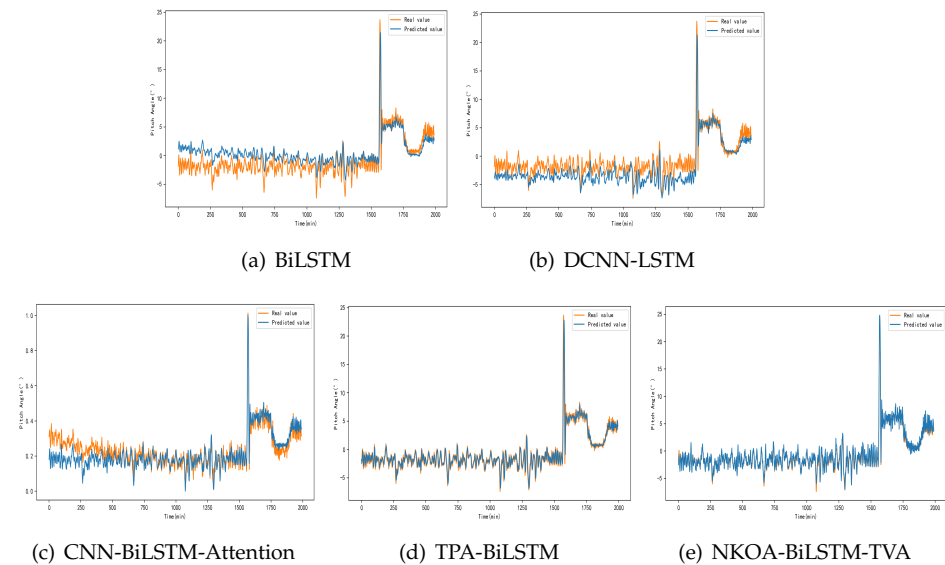 25
20
15
10
5
0
-5
Pitch Angle(°)
Real value
Predicted value
0 250 500 750 1000 1250 1500 1750 2000
Time(min)
(a) BiLSTM
25
20
15
10
5
0
-5
Pitch Angle(°)
Real value
Predicted value
0 250 500 750 1000 1250 1500 1750 2000
Time(min)
(b) DCNN-LSTM
1.0
0.8
0.6
0.4
0.2
0.0
Pitch Angle(°)
Real value
Predicted value
0 250 500 750 1000 1250 1500 1750 2000
Time(min)
(c) CNN-BiLSTM-Attention
25
20
15
10
5
0
-5
Pitch Angle(°)
Real value
Predicted value
0 250 500 750 1000 1250 1500 1750 2000
Time(min)
(d) TPA-BiLSTM
25
20
15
10
5
0
-5
Pitch Angle(°)
Real value
Predicted value
0 250 500 750 1000 1250 1500 1750 2000
Time(min)
(e) NKOA-BiLSTM-TVA